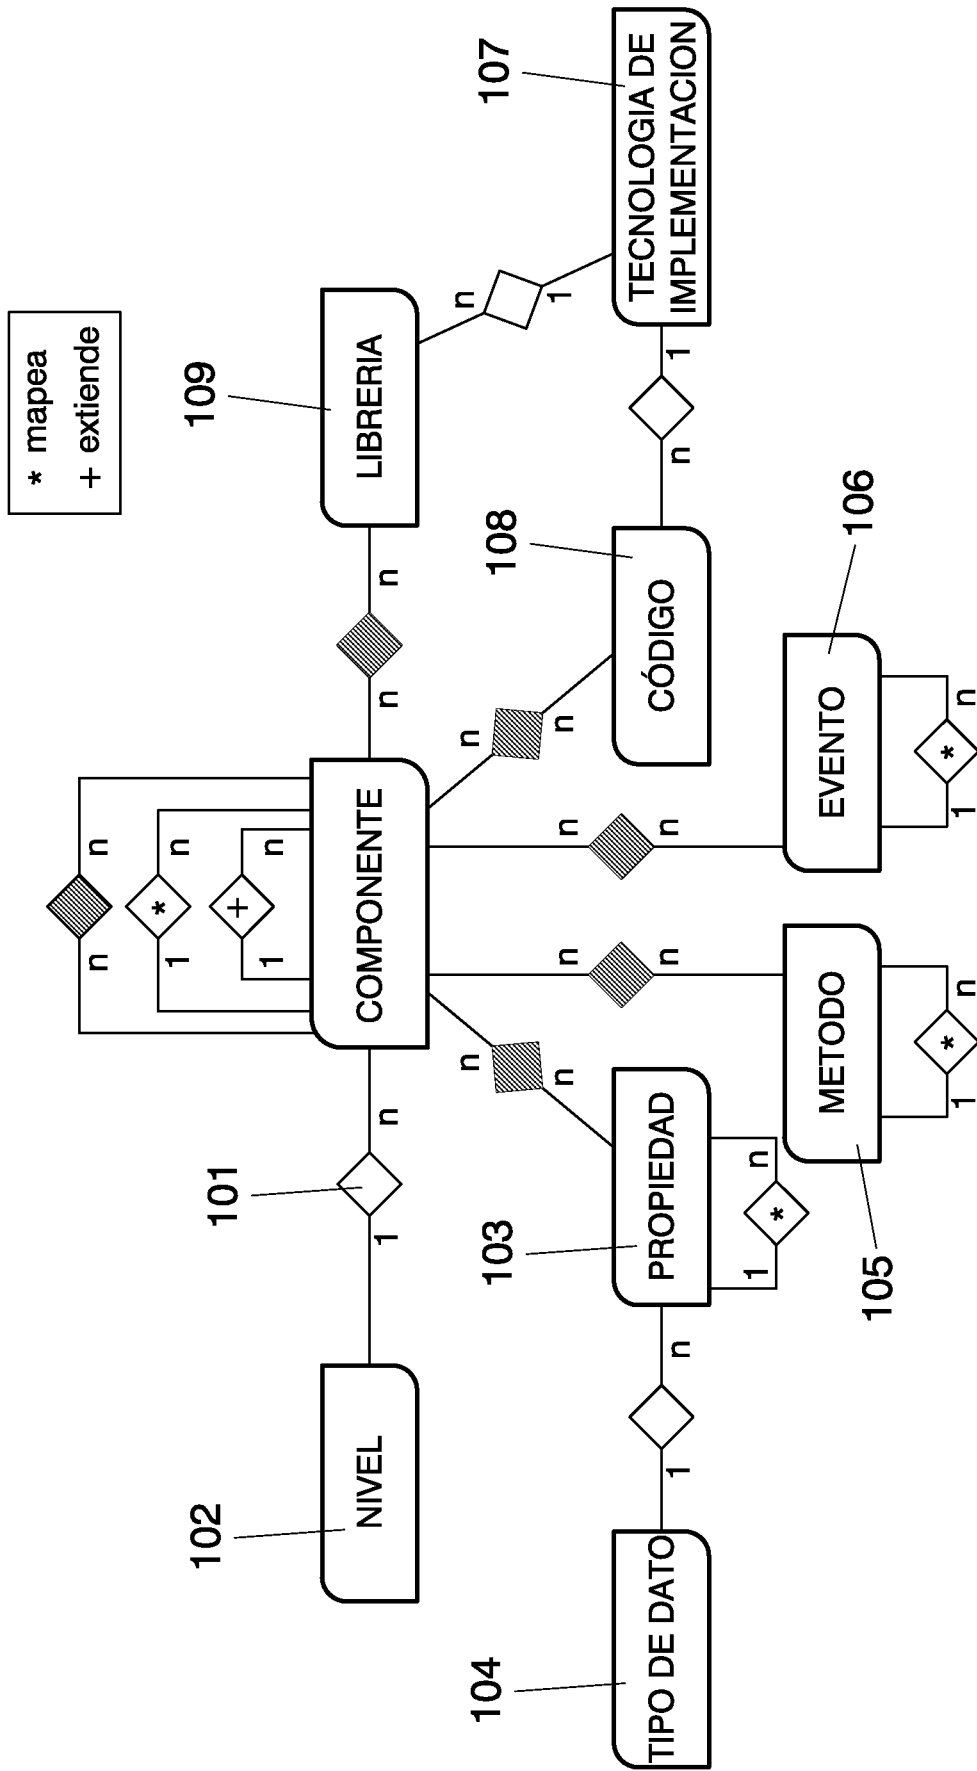 * mapea
+ extiende
n
n
*
1
n
+
1
n
101
102
NIVEL
1
n
COMPONENTE
n
n
109
LIBRERIA
n
1
107
TECNOLOGIA DE
IMPLEMENTACION
108
CÓDIGO
n
1
n
n
n
n
n
n
n
n
103
PROPIEDAD
104
TIPO DE DATO
1
n
1
*
n
METODO
105
1
*
n
EVENTO
106
1
*
n